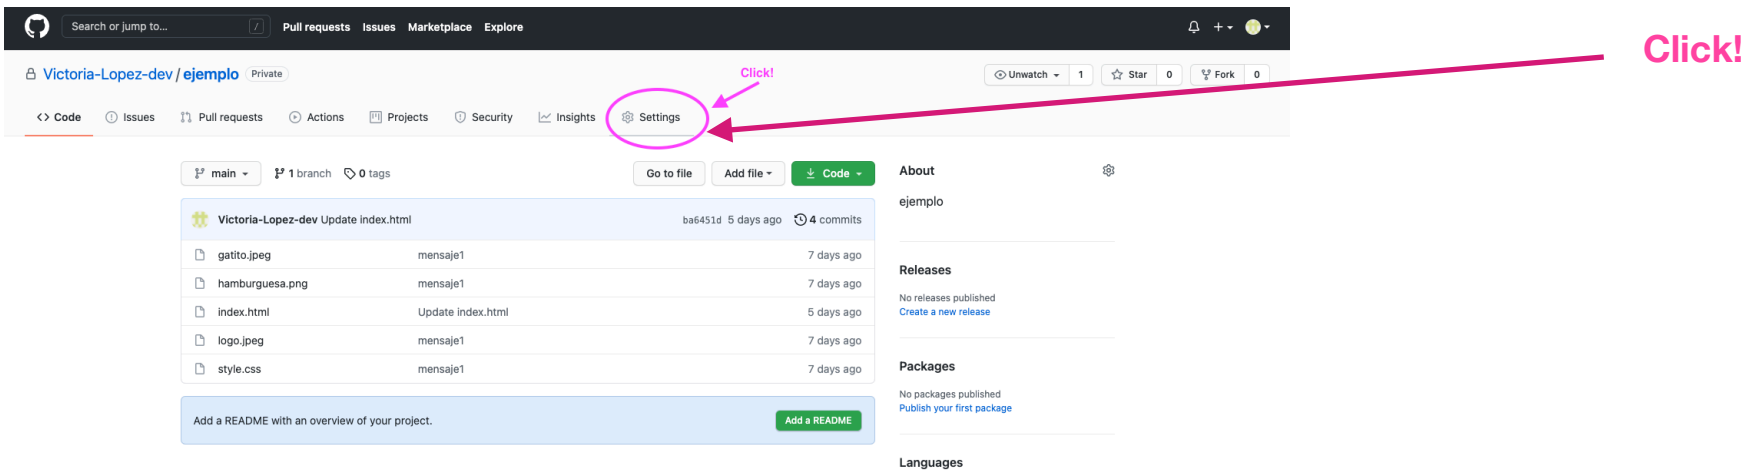 Search or jump to... / Pull requests Issues Marketplace Explore
Click!
Victoria-Lopez-dev / ejemplo Private
Click!
Unwatch 1 Star 0 Fork 0
<> Code Issues Pull requests Actions Projects Security Insights Settings
main 1 branch 0 tags Go to file Add file Code
About
ejemplo
Victoria-Lopez-dev Update index.html ba6451d 5 days ago 4 commits
gatito.jpeg mensaje1 7 days ago
hamburguesa.png mensaje1 7 days ago
index.html Update index.html 5 days ago
logo.jpeg mensaje1 7 days ago
style.css mensaje1 7 days ago
Add a README with an overview of your project. Add a README
Releases
No releases published
Create a new release
Packages
No packages published
Publish your first package
Languages